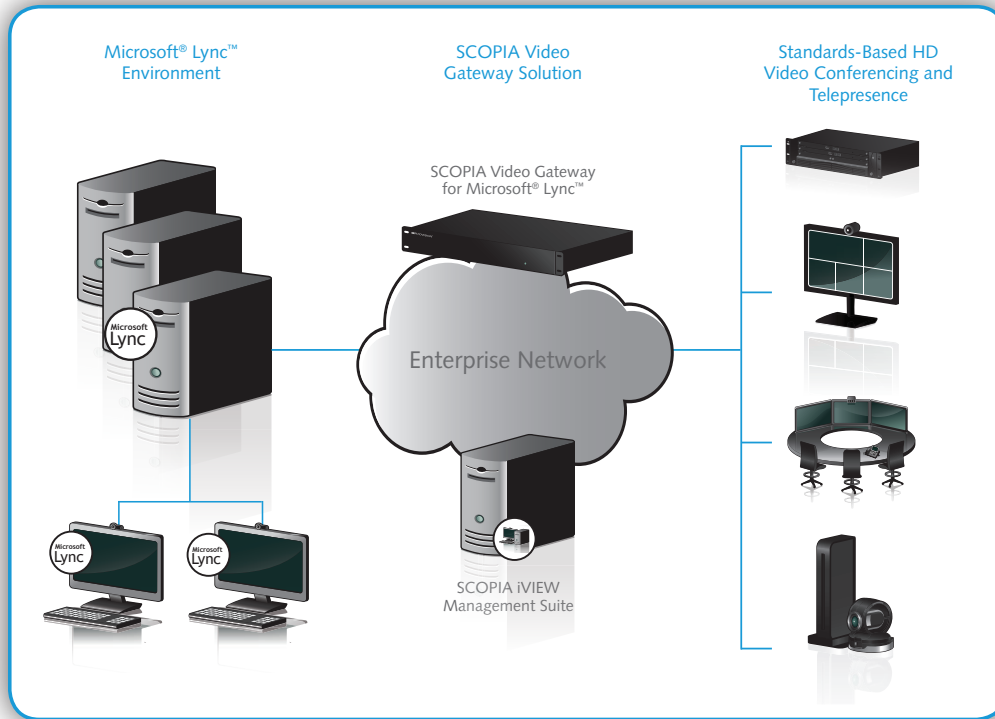 Microsoft® Lync™
Environment
SCOPIA Video
Gateway Solution
Standards-Based HD
Video Conferencing and
Telepresence
SCOPIA Video Gateway
for Microsoft® Lync™
Microsoft
Lync
Enterprise Network
Microsoft
Lync
Microsoft
Lync
SCOPIA iVIEW
Management Suite